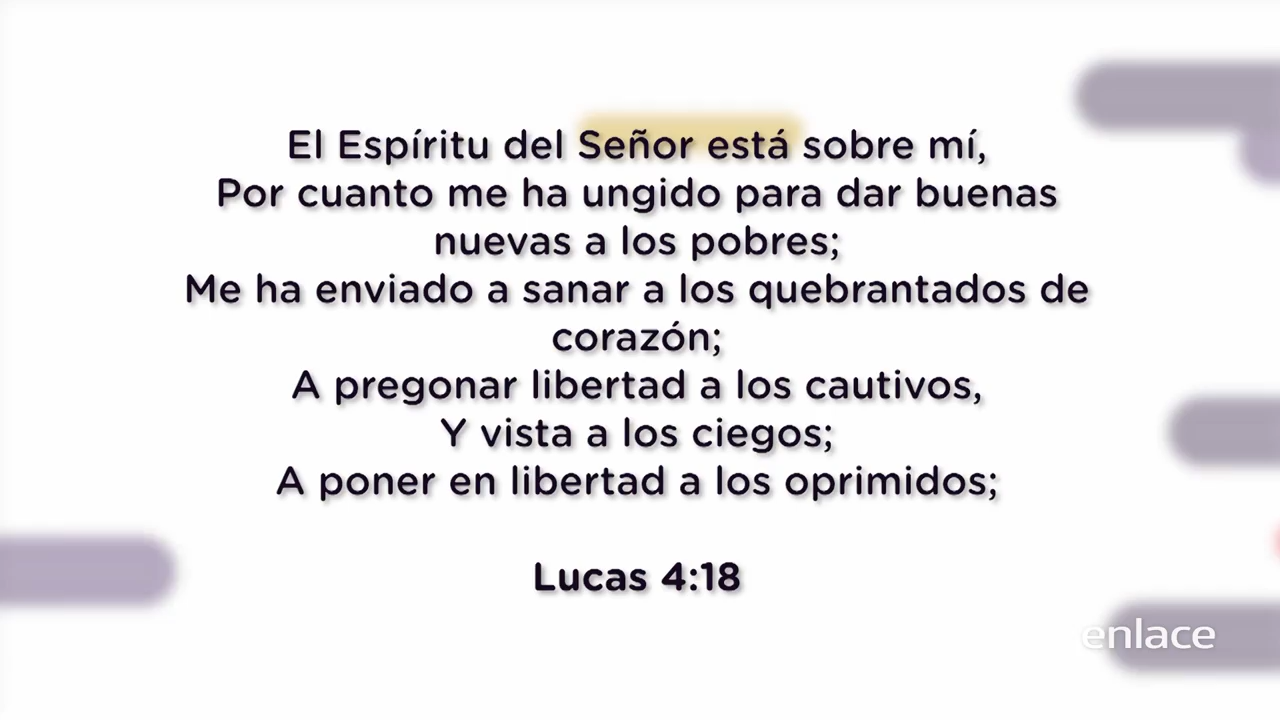 El Espíritu del Señor está sobre mí,
Por cuanto me ha ungido para dar buenas
nuevas a los pobres;
Me ha enviado a sanar a los quebrantados de
corazón;
A pregonar libertad a los cautivos,
Y vista a los ciegos;
A poner en libertad a los oprimidos;
Lucas 4:18
enlace